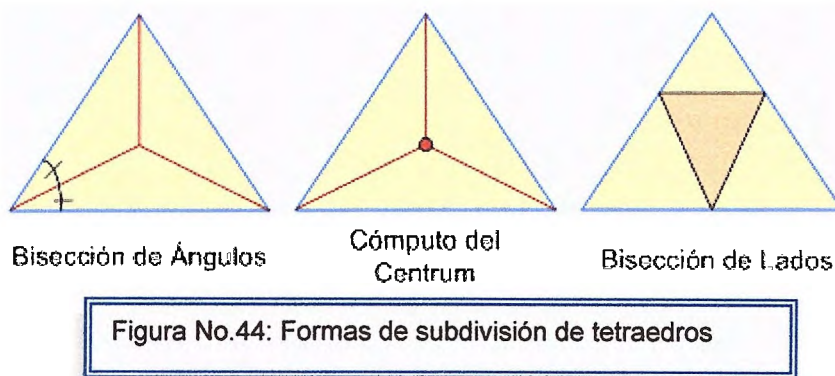 Bisección de Ángulos
Cómputo del
Centrum
Bisección de Lados
Figura No.44: Formas de subdivisión de tetraedros